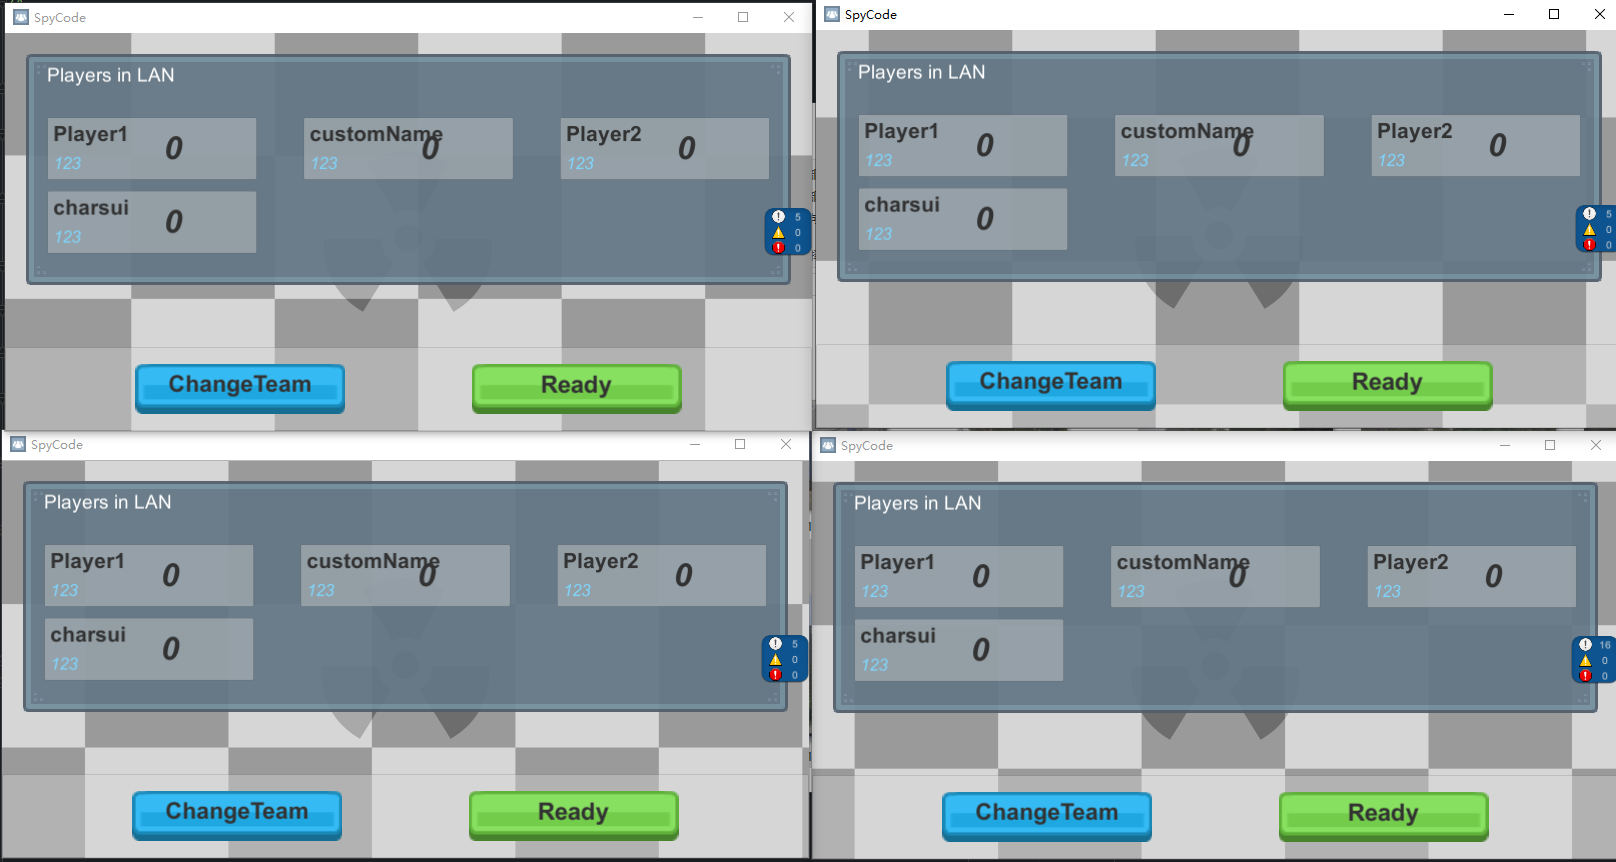 SpyCode
Players in LAN
Player1
0
123
customName
0
123
Player2
0
123
charsui
0
123
5
0
0
ChangeTeam
Ready
SpyCode
Players in LAN
Player1
0
123
customName
0
123
Player2
0
123
charsui
0
123
5
0
0
ChangeTeam
Ready
SpyCode
Players in LAN
Player1
0
123
customName
0
123
Player2
0
123
charsui
0
123
5
0
0
ChangeTeam
Ready
SpyCode
Players in LAN
Player1
0
123
customName
0
123
Player2
0
123
charsui
0
123
16
0
0
ChangeTeam
Ready